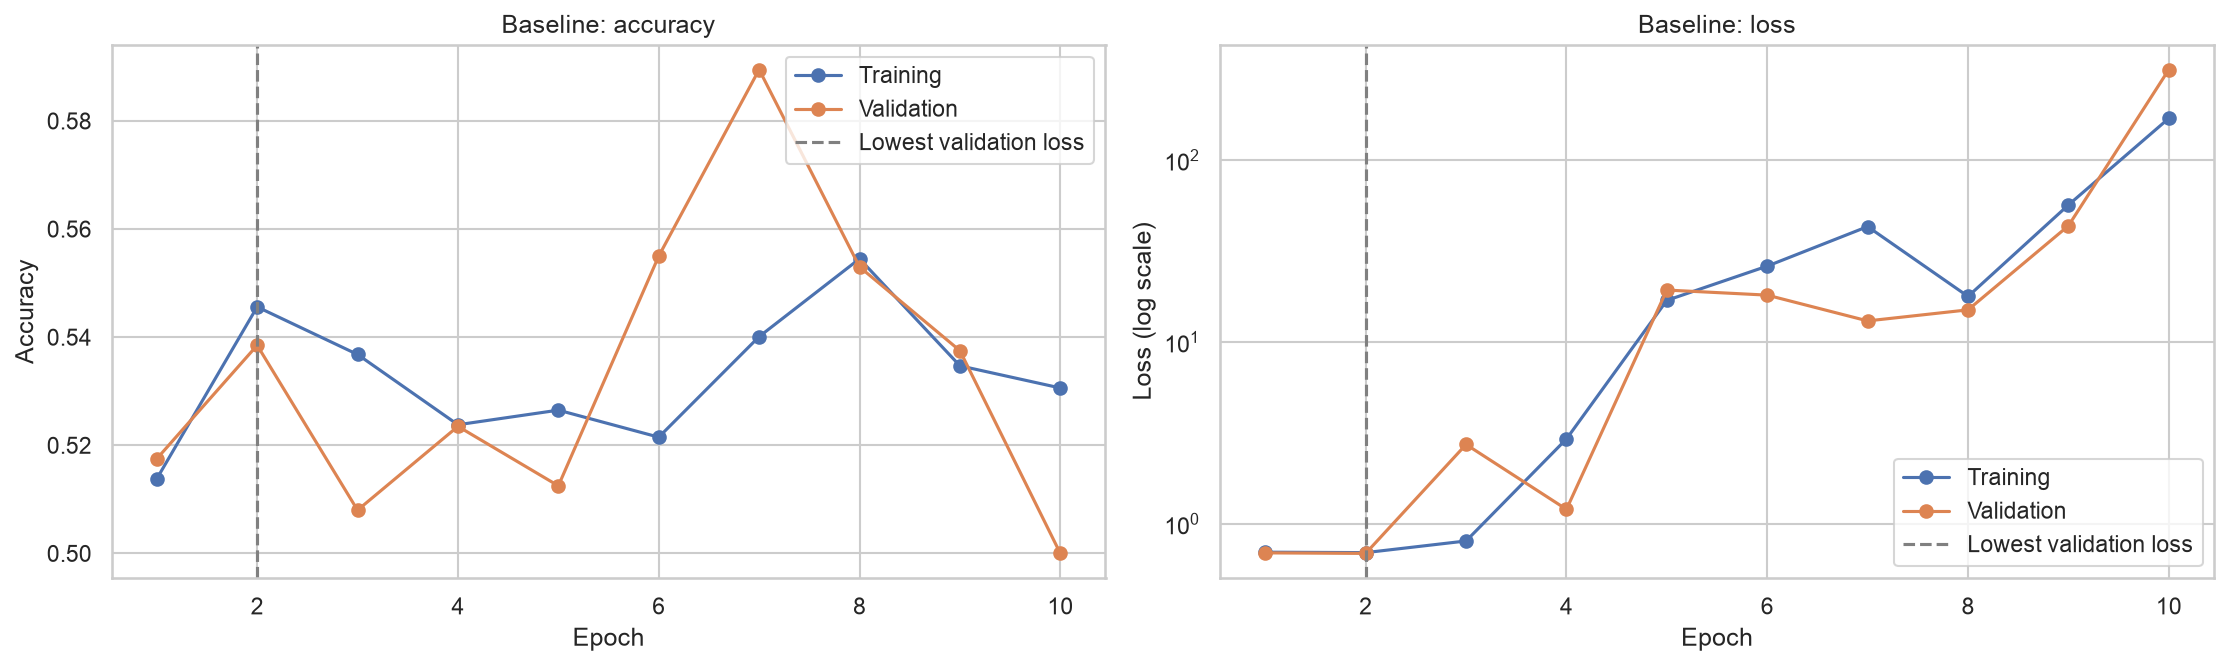 Baseline: accuracy
Accuracy
0.58
0.56
0.54
0.52
0.50
Training
Validation
Lowest validation loss
2 4 6 8 10
Epoch
Baseline: loss
Loss (log scale)
10²
10¹
10⁰
Training
Validation
Lowest validation loss
2 4 6 8 10
Epoch